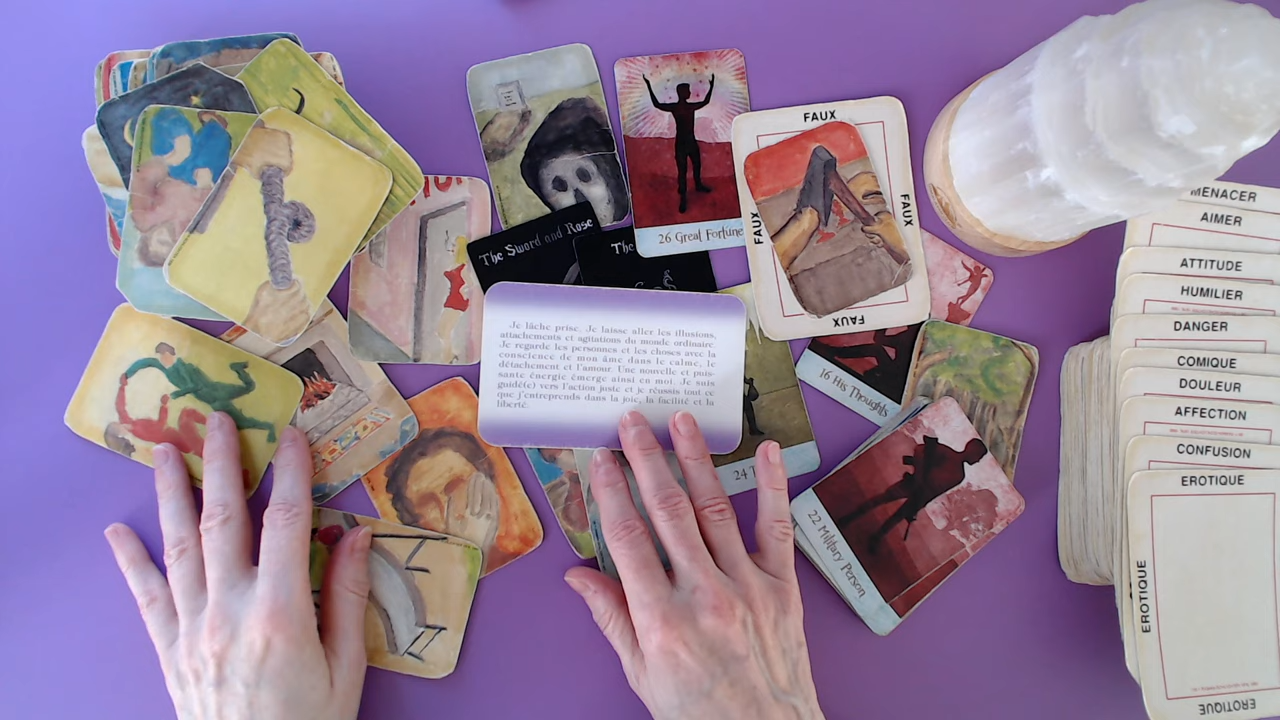 FAUX
FAUX
FAUX
FAUX
The Sword and Rose
The
26 Great Fortune
Je lâche prise. Je laisse aller les illusions,
attachements et agitations du monde ordinaire.
Je regarde les personnes et les choses avec la
conscience de mon âme dans le calme, le
détachement et l'amour. Une nouvelle et puis-
sante énergie émerge ainsi en moi. Je suis
guidé(e) vers l'action juste et je réussis tout ce
que j'entreprends dans la joie, la facilité et la
liberté.
16 His Thoughts
24 T
22 Military Person
MENACER
AIMER
ATTITUDE
HUMILIER
DANGER
COMIQUE
DOULEUR
AFFECTION
CONFUSION
EROTIQUE
EROTIQUE
EROTIQUE